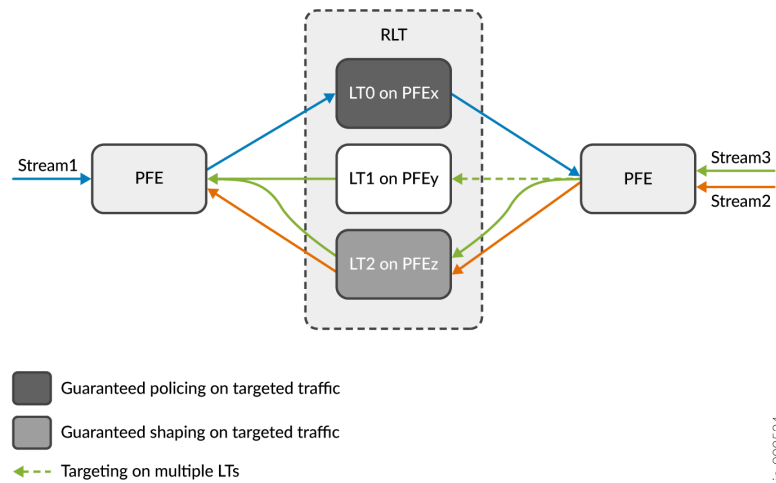 RLT
LT0 on PFEx
Stream1
PFE
LT1 on PFEy
PFE
Stream3
Stream2
LT2 on PFEz
Guaranteed policing on targeted traffic
Guaranteed shaping on targeted traffic
Targeting on multiple LTs